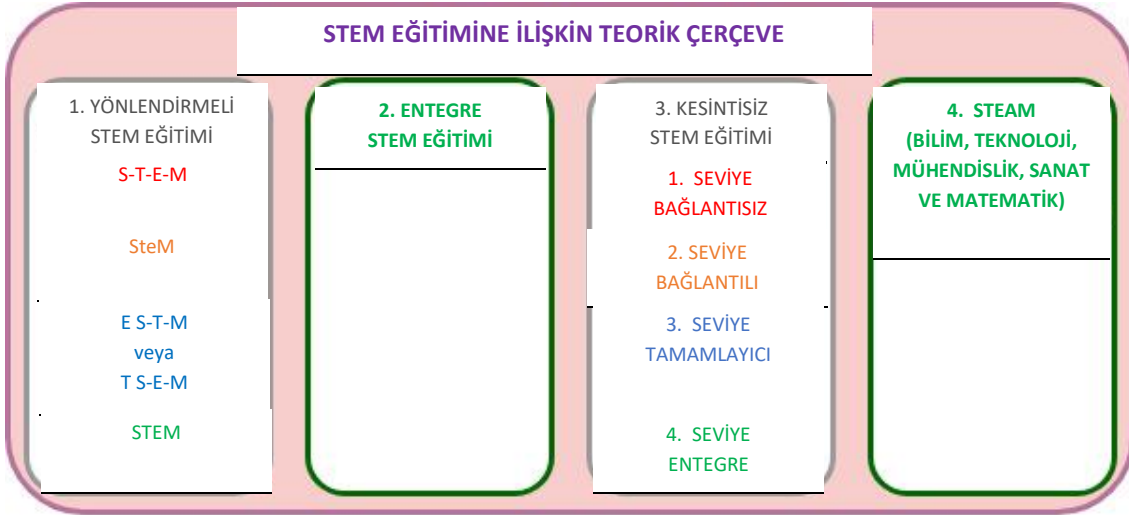 STEM EĞİTİMİNE İLİŞKİN TEORİK ÇERÇEVE
1. YÖNLENDİRMELİ
STEM EĞİTİMİ
S-T-E-M
SteM
E S-T-M
veya
T S-E-M
STEM
2. ENTEGRE
STEM EĞİTİMİ
3. KESİNTİSİZ
STEM EĞİTİMİ
1. SEVİYE
BAĞLANTISIZ
2. SEVİYE
BAĞLANTILI
3. SEVİYE
TAMAMLAYICI
4. SEVİYE
ENTEGRE
4. STEAM
(BİLİM, TEKNOLOJİ,
MÜHENDİSLİK, SANAT
VE MATEMATİK)